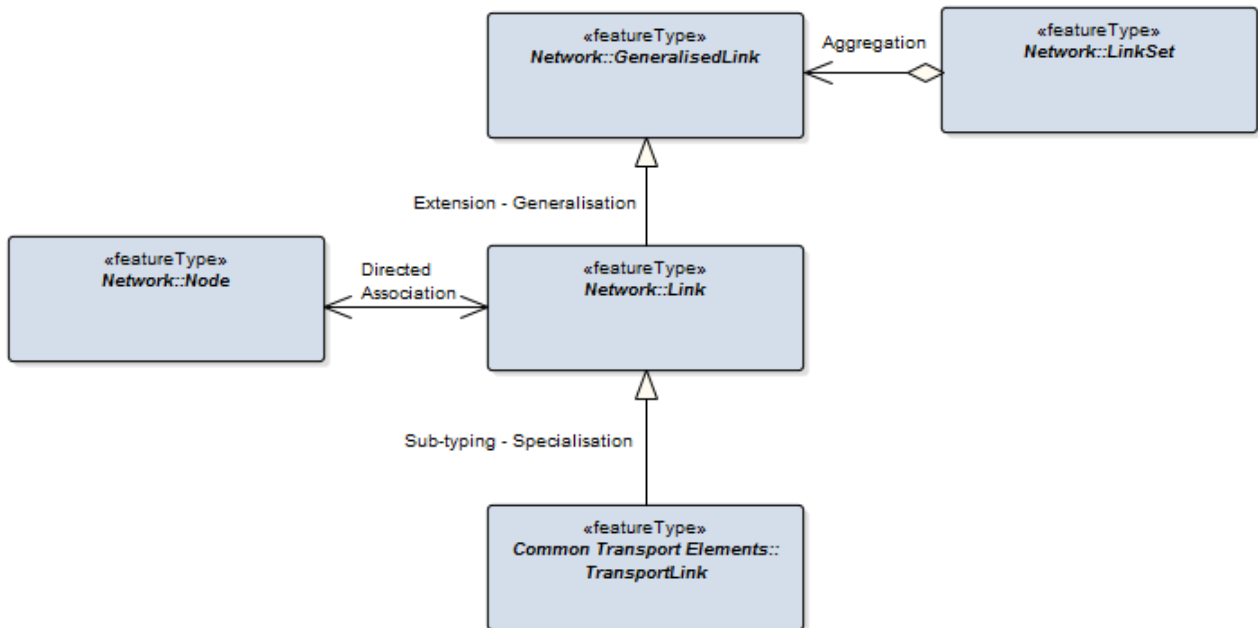 «featureType»
Network::GeneralisedLink
Aggregation
«featureType»
Network::LinkSet
Extension - Generalisation
«featureType»
Network::Node
Directed
Association
«featureType»
Network::Link
Sub-typing - Specialisation
«featureType»
Common Transport Elements::
TransportLink